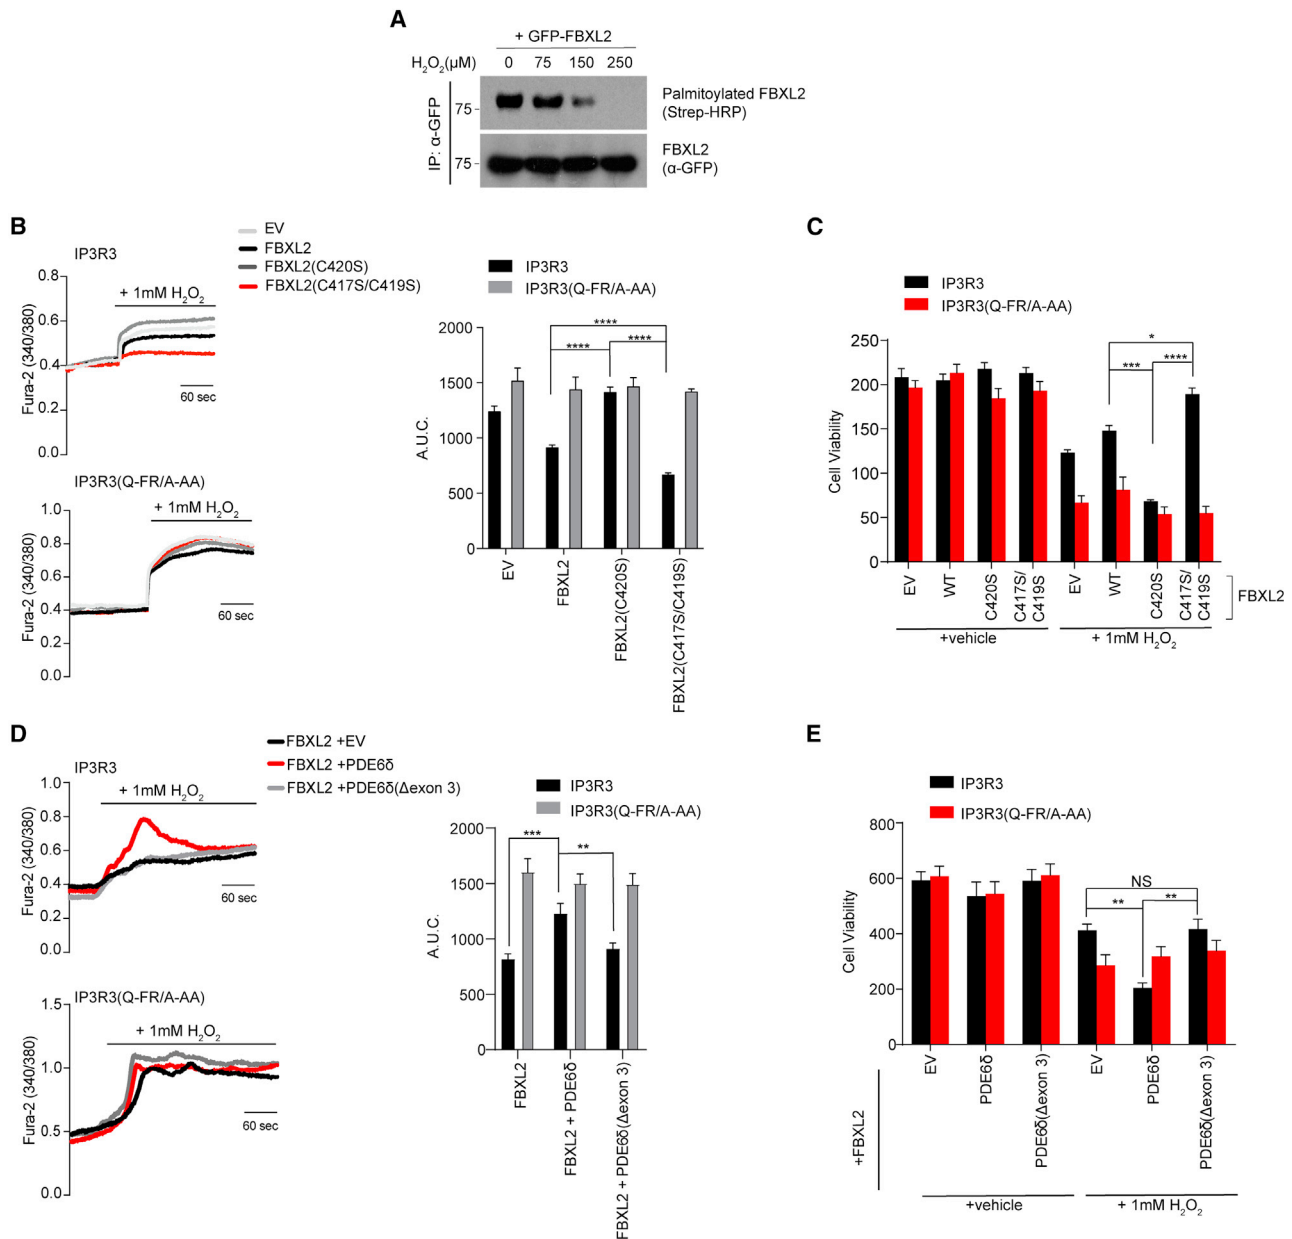 A
+ GFP-FBXL2
H2O2(μM) 0 75 150 250
IP: α-GFP
75
Palmitoylated FBXL2
(Strep-HRP)
75
FBXL2
(α-GFP)
B
IP3R3
EV
FBXL2
FBXL2(C420S)
FBXL2(C417S/C419S)
+ 1mM H2O2
Fura-2 (340/380)
0.8
0.6
0.4
0.2
0.0
60 sec
IP3R3(Q-FR/A-AA)
+ 1mM H2O2
Fura-2 (340/380)
1.0
0.8
0.6
0.4
0.2
0.0
60 sec
IP3R3
IP3R3(Q-FR/A-AA)
A.U.C.
2000
1500
1000
500
0
****
**** ****
EV
FBXL2
FBXL2(C420S)
FBXL2(C417S/C419S)
C
IP3R3
IP3R3(Q-FR/A-AA)
Cell Viability
250
200
150
100
50
0
*
*** ****
EV
WT
C420S
C417S/
C419S
EV
WT
C420S
C417S/
C419S
FBXL2
+vehicle
+ 1mM H2O2
D
IP3R3
FBXL2 +EV
FBXL2 +PDE6δ
FBXL2 +PDE6δ(Δexon 3)
+ 1mM H2O2
Fura-2 (340/380)
1.0
0.8
0.6
0.4
0.2
0.0
60 sec
IP3R3(Q-FR/A-AA)
+ 1mM H2O2
Fura-2 (340/380)
1.5
1.0
0.5
0.0
60 sec
IP3R3
IP3R3(Q-FR/A-AA)
A.U.C.
2000
1500
1000
500
0
*** **
FBXL2
FBXL2 + PDE6δ
FBXL2 + PDE6δ(Δexon 3)
E
IP3R3
IP3R3(Q-FR/A-AA)
Cell Viability
800
600
400
200
0
NS
** **
+FBXL2
EV
PDE6δ
PDE6δ(Δexon 3)
EV
PDE6δ
PDE6δ(Δexon 3)
+vehicle
+ 1mM H2O2